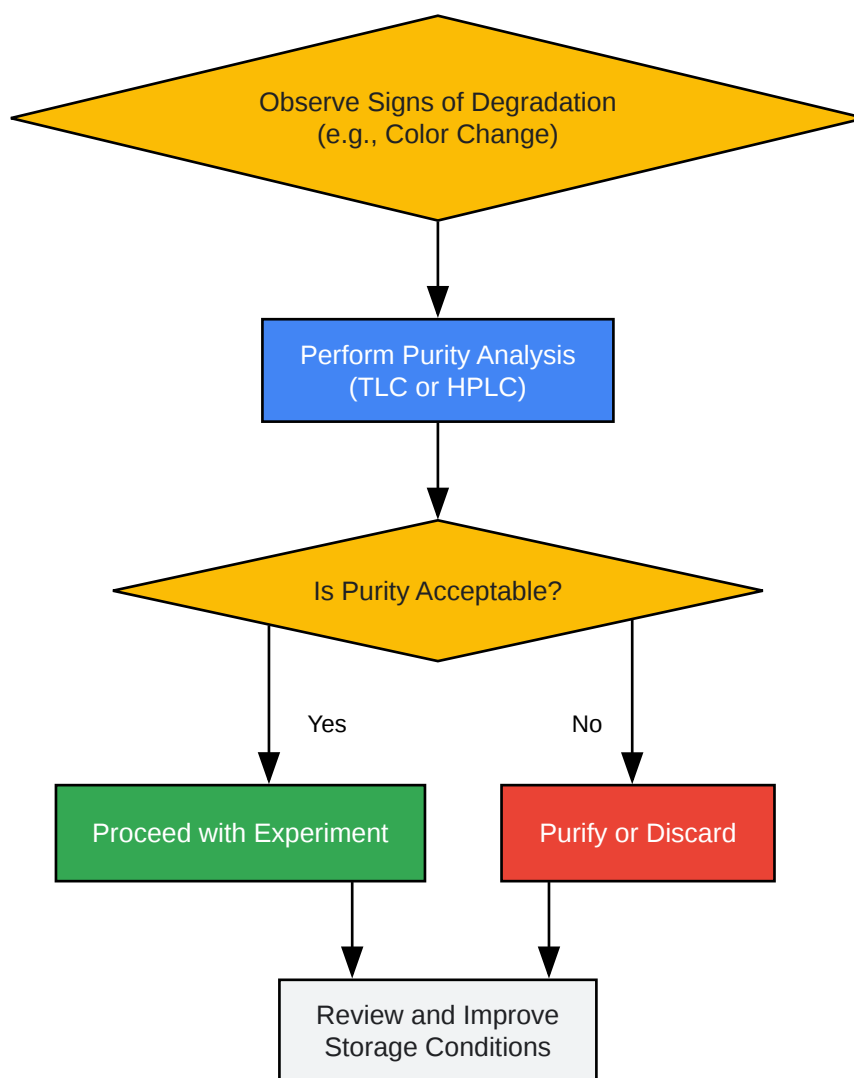 Observe Signs of Degradation
(e.g., Color Change)
Perform Purity Analysis
(TLC or HPLC)
Is Purity Acceptable?
Yes
No
Proceed with Experiment
Purify or Discard
Review and Improve
Storage Conditions